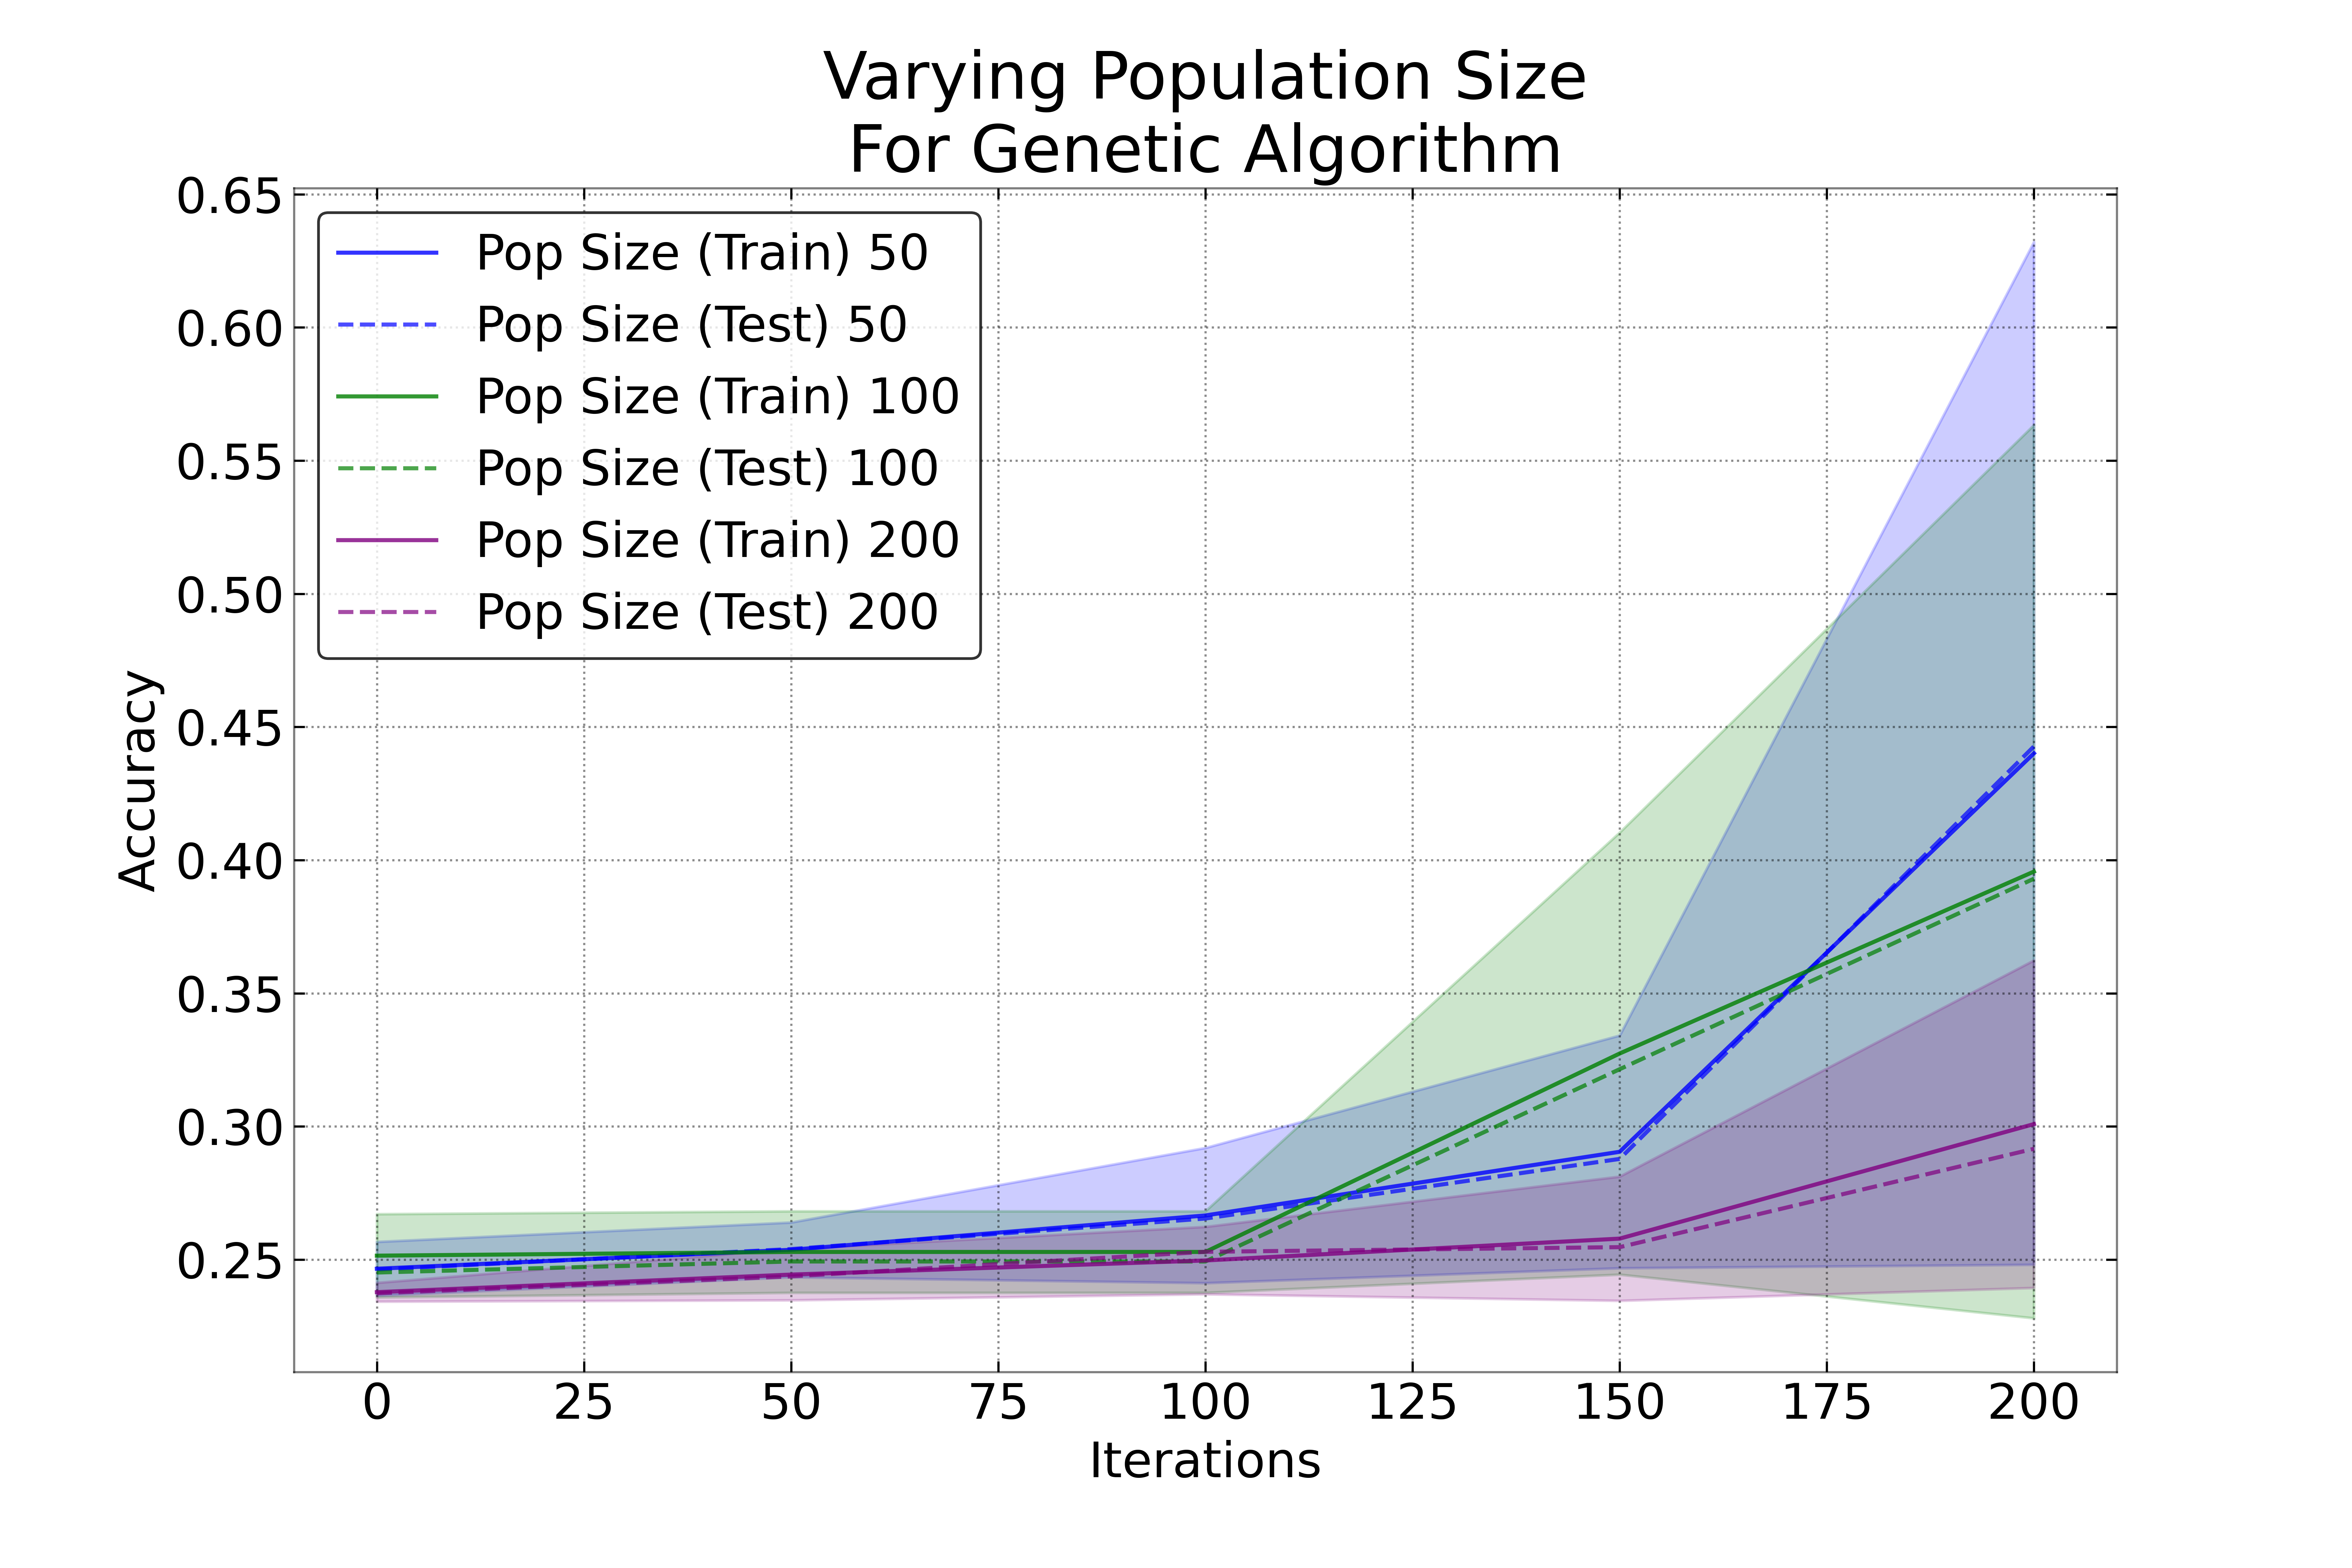 Varying Population Size
For Genetic Algorithm
0.65
0.60
0.55
0.50
0.45
0.40
0.35
0.30
0.25
Accuracy
Pop Size (Train) 50
Pop Size (Test) 50
Pop Size (Train) 100
Pop Size (Test) 100
Pop Size (Train) 200
Pop Size (Test) 200
0 25 50 75 100 125 150 175 200
Iterations